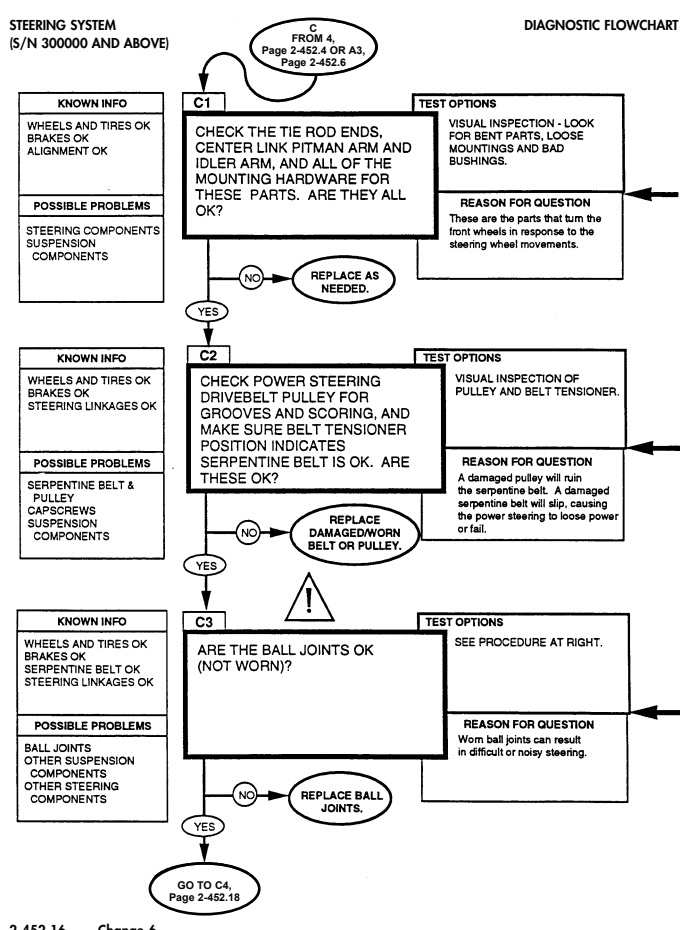 STEERING SYSTEM
(S/N 300000 AND ABOVE)
DIAGNOSTIC FLOWCHART
C
FROM 4,
Page 2-452.4 OR A3,
Page 2-452.6
KNOWN INFO
WHEELS AND TIRES OK
BRAKES OK
ALIGNMENT OK
POSSIBLE PROBLEMS
STEERING COMPONENTS
SUSPENSION
COMPONENTS
C1
CHECK THE TIE ROD ENDS,
CENTER LINK PITMAN ARM AND
IDLER ARM, AND ALL OF THE
MOUNTING HARDWARE FOR
THESE PARTS. ARE THEY ALL
OK?
TEST OPTIONS
VISUAL INSPECTION - LOOK
FOR BENT PARTS, LOOSE
MOUNTINGS AND BAD
BUSHINGS.
REASON FOR QUESTION
These are the parts that turn the
front wheels in response to the
steering wheel movements.
NO
REPLACE AS
NEEDED.
YES
KNOWN INFO
WHEELS AND TIRES OK
BRAKES OK
STEERING LINKAGES OK
POSSIBLE PROBLEMS
SERPENTINE BELT &
PULLEY
CAPSCREWS
SUSPENSION
COMPONENTS
C2
CHECK POWER STEERING
DRIVEBELT PULLEY FOR
GROOVES AND SCORING, AND
MAKE SURE BELT TENSIONER
POSITION INDICATES
SERPENTINE BELT IS OK. ARE
THESE OK?
TEST OPTIONS
VISUAL INSPECTION OF
PULLEY AND BELT TENSIONER.
REASON FOR QUESTION
A damaged pulley will ruin
the serpentine belt. A damaged
serpentine belt will slip, causing
the power steering to loose power
or fail.
NO
REPLACE
DAMAGED/WORN
BELT OR PULLEY.
YES
!
KNOWN INFO
WHEELS AND TIRES OK
BRAKES OK
SERPENTINE BELT OK
STEERING LINKAGES OK
POSSIBLE PROBLEMS
BALL JOINTS
OTHER SUSPENSION
COMPONENTS
OTHER STEERING
COMPONENTS
C3
ARE THE BALL JOINTS OK
(NOT WORN)?
TEST OPTIONS
SEE PROCEDURE AT RIGHT.
REASON FOR QUESTION
Worn ball joints can result
in difficult or noisy steering.
NO
REPLACE BALL
JOINTS.
YES
GO TO C4,
Page 2-452.18
2-452.16 Change 6